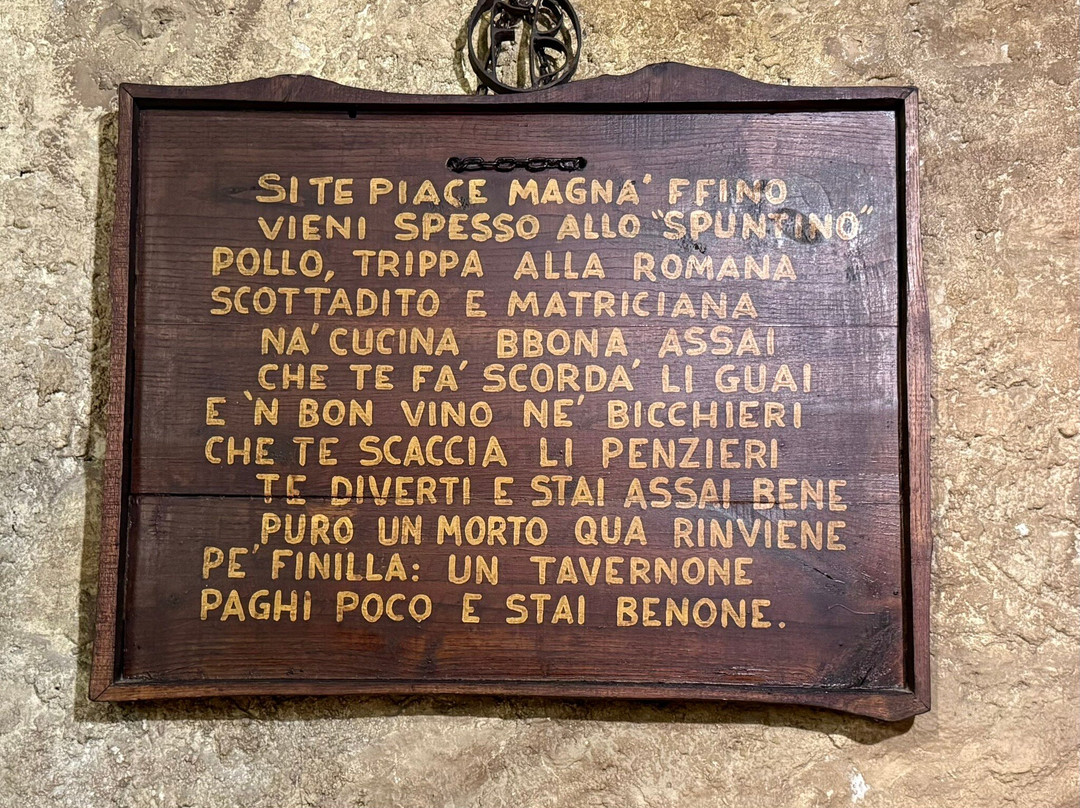 SI TE PIACE MAGNA' FFINO
VIENI SPESSO ALLO "SPUNTINO"
POLLO, TRIPPA ALLA ROMANA
SCOTTADITO E MATRICIANA
NA' CUCINA BBONA ASSAI
CHE TE FA' SCORDA' LI GUAI
E 'N BON VINO NE' BICCHIERI
CHE TE SCACCIA LI PENZIERI
TE DIVERTI E STAI ASSAI BENE
PURO UN MORTO QUA RINVIENE
PE' FINILLA: UN TAVERNONE
PAGHI POCO E STAI BENONE.